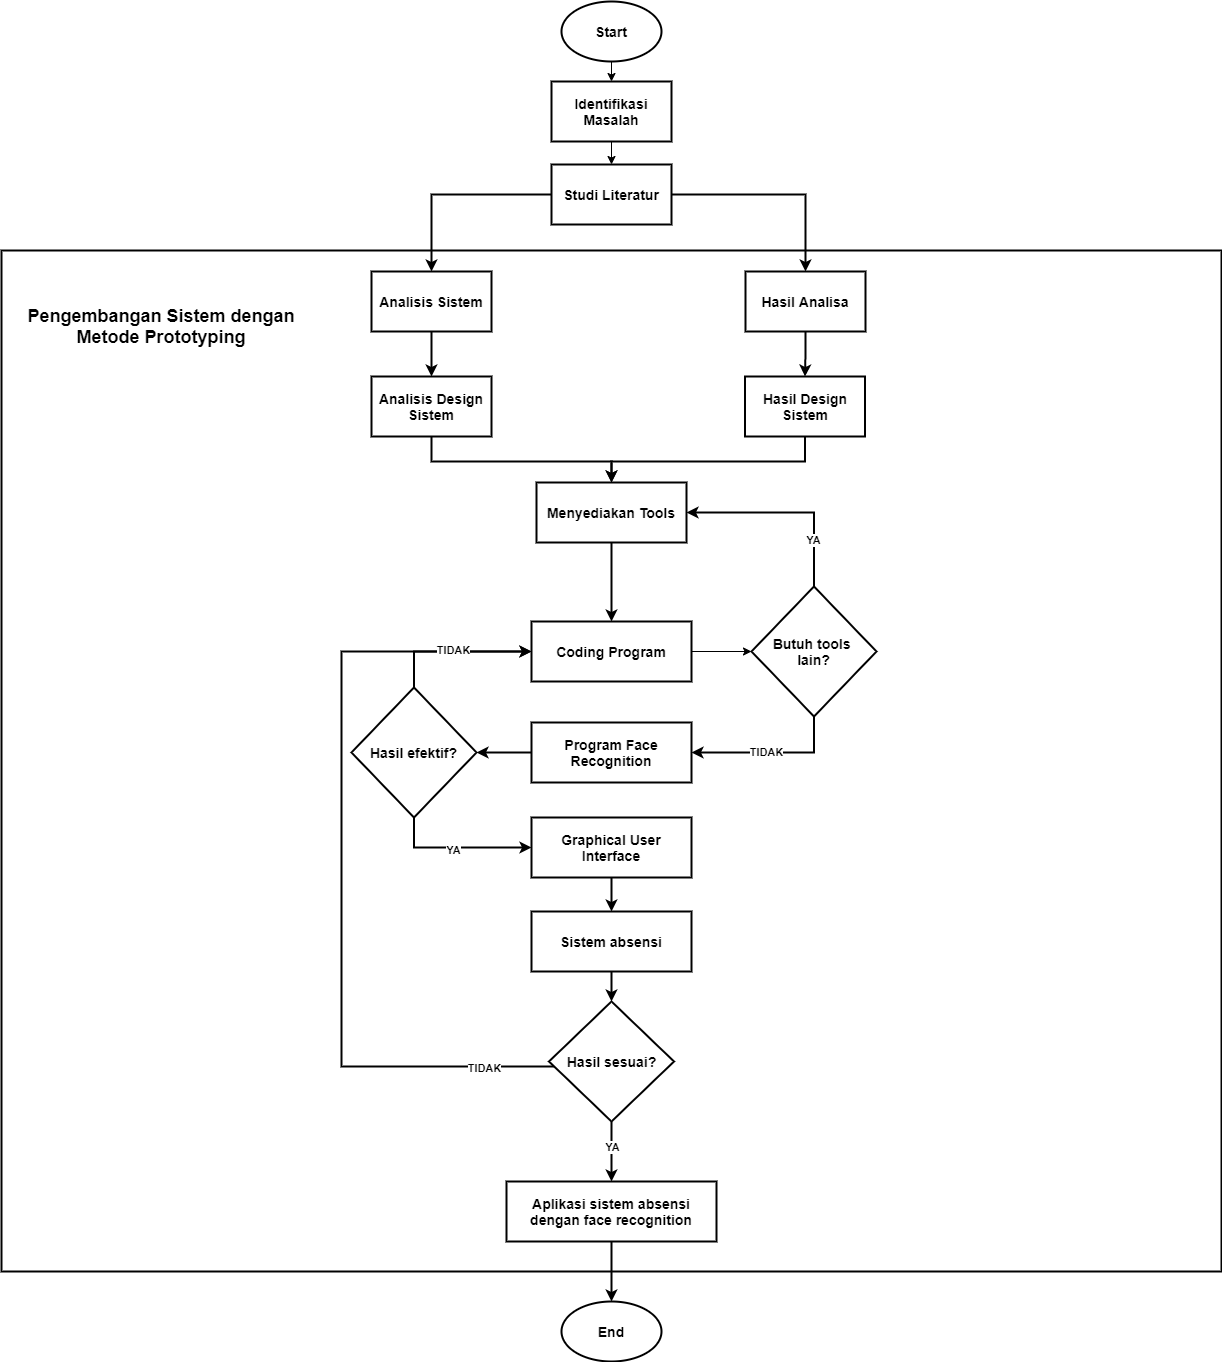 Start
Identifikasi
Masalah
Studi Literatur
Pengembangan Sistem dengan
Metode Prototyping
Analisis Sistem
Hasil Analisa
Analisis Design
Sistem
Hasil Design
Sistem
Menyediakan Tools
YA
Butuh tools
lain?
Coding Program
TIDAK
Hasil efektif?
Program Face
Recognition
TIDAK
YA
Graphical User
Interface
Sistem absensi
Hasil sesuai?
TIDAK
YA
Aplikasi sistem absensi
dengan face recognition
End